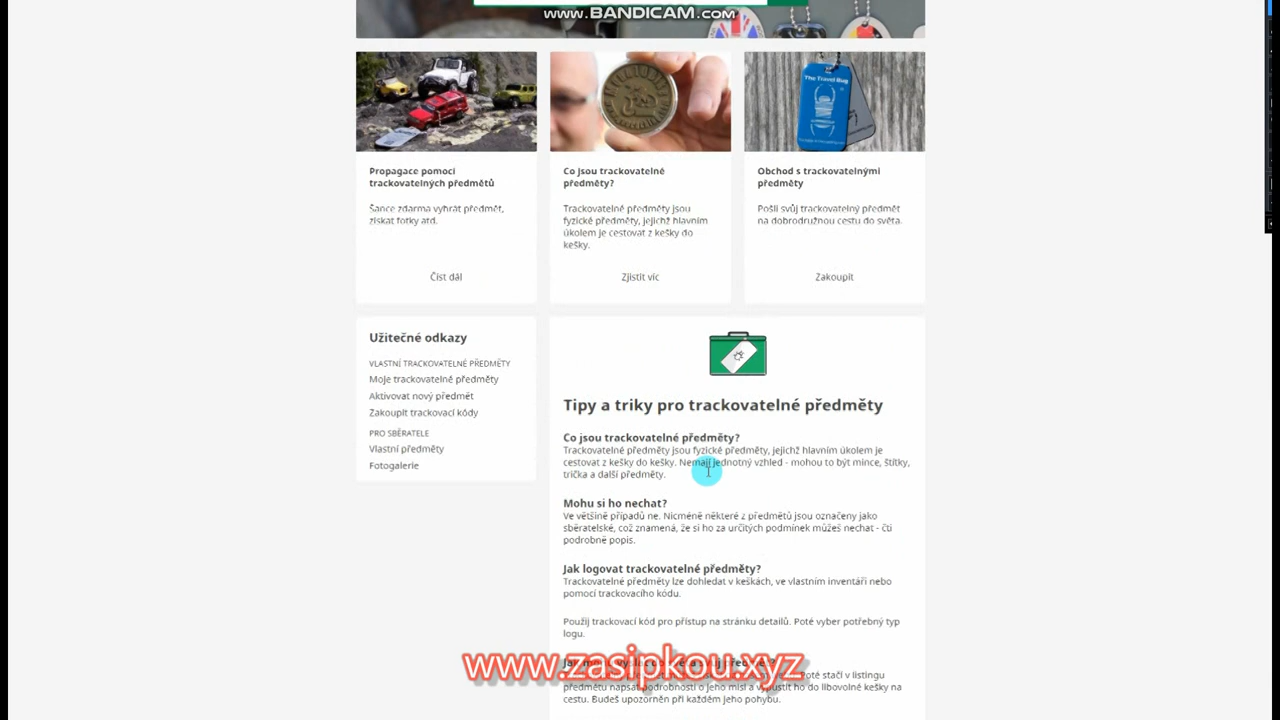 www.BANDICAM.com
The Travel Bug
Propagace pomocí
trackovatelných předmětů
Šance zdarma vyhrát předmět,
získat fotky atd.
Číst dál
Co jsou trackovatelné
předměty?
Trackovatelné předměty jsou
fyzické předměty, jejichž hlavním
úkolem je cestovat z kešky do
kešky.
Zjistit víc
Obchod s trackovatelnými
předměty
Pošli svůj trackovatelný předmět
na dobrodružnou cestu do světa.
Zakoupit
Užitečné odkazy
VLASTNÍ TRACKOVATELNÉ PŘEDMĚTY
Moje trackovatelné předměty
Aktivovat nový předmět
Zakoupit trackovací kódy
PRO SBĚRATELE
Vlastní předměty
Fotogalerie
Tipy a triky pro trackovatelné předměty
Co jsou trackovatelné předměty?
Trackovatelné předměty jsou fyzické předměty, jejichž hlavním úkolem je
cestovat z kešky do kešky. Nemají jednotný vzhled - mohou to být mince, štítky,
trička a další předměty.
Mohu si ho nechat?
Ve většině případů ne. Nicméně některé z předmětů jsou označeny jako
sběratelské, což znamená, že si ho za určitých podmínek můžeš nechat - čti
podrobně popis.
Jak logovat trackovatelné předměty?
Trackovatelné předměty lze dohledat v keškách, ve vlastním inventáři nebo
pomocí trackovacího kódu.
Použij trackovací kód pro přístup na stránku detailů. Poté vyber potřebný typ
logu.
www.zasipkou.xyz
Poté stačí v listingu
předmětu napsat podrobnosti o jeho misi a vypustit ho do libovolné kešky na
cestu. Budeš upozorněn při každém jeho pohybu.